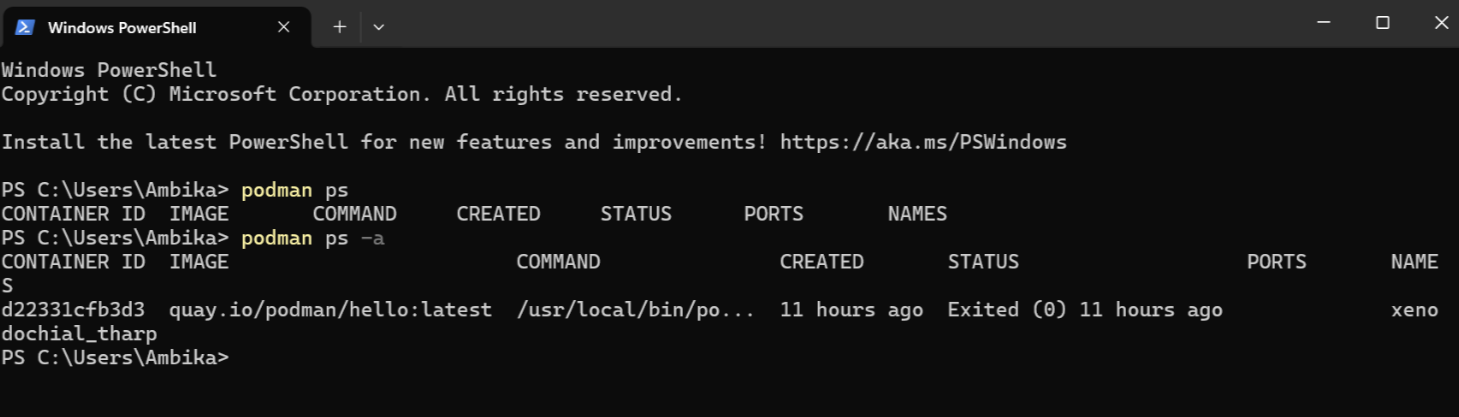 Windows PowerShell
Windows PowerShell
Copyright (C) Microsoft Corporation. All rights reserved.
Install the latest PowerShell for new features and improvements! https://aka.ms/PSWindows
PS C:\Users\Ambika> podman ps
CONTAINER ID  IMAGE       COMMAND     CREATED     STATUS      PORTS       NAMES
PS C:\Users\Ambika> podman ps -a
CONTAINER ID  IMAGE                        COMMAND               CREATED       STATUS                   PORTS       NAME
S
d22331cfb3d3  quay.io/podman/hello:latest  /usr/local/bin/po...  11 hours ago  Exited (0) 11 hours ago              xeno
dochial_tharp
PS C:\Users\Ambika>